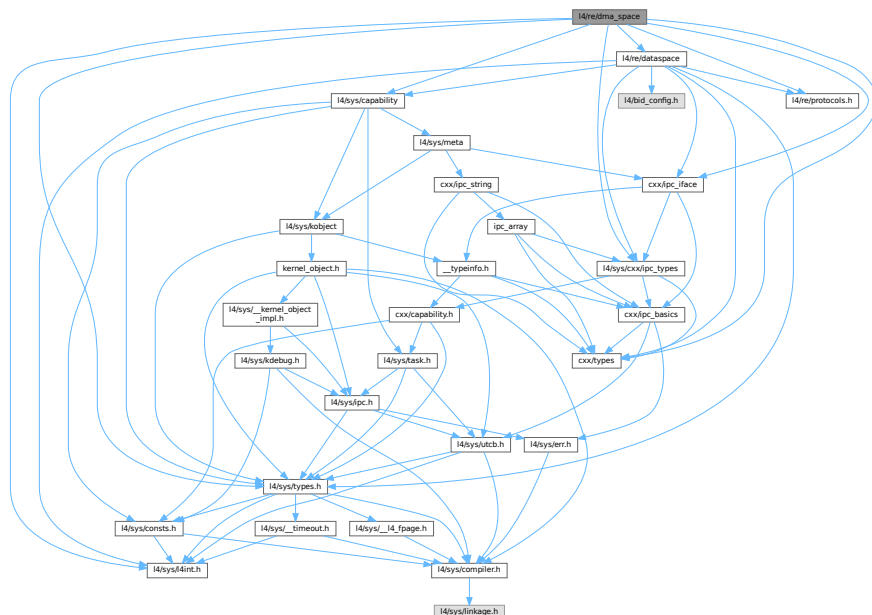 l4/re/dma_space
l4/re/dataspace
l4/sys/capability
l4/bid_config.h
l4/re/protocols.h
l4/sys/meta
cxx/ipc_string
cxx/ipc_iface
l4/sys/kobject
ipc_array
kernel_object.h
__typeinfo.h
l4/sys/cxx/ipc_types
l4/sys/__kernel_object
_impl.h
cxx/capability.h
cxx/ipc_basics
l4/sys/kdebug.h
l4/sys/task.h
cxx/types
l4/sys/ipc.h
l4/sys/utcb.h
l4/sys/err.h
l4/sys/types.h
l4/sys/consts.h
l4/sys/__timeout.h
l4/sys/__l4_fpage.h
l4/sys/l4int.h
l4/sys/compiler.h
l4/sys/linkage.h